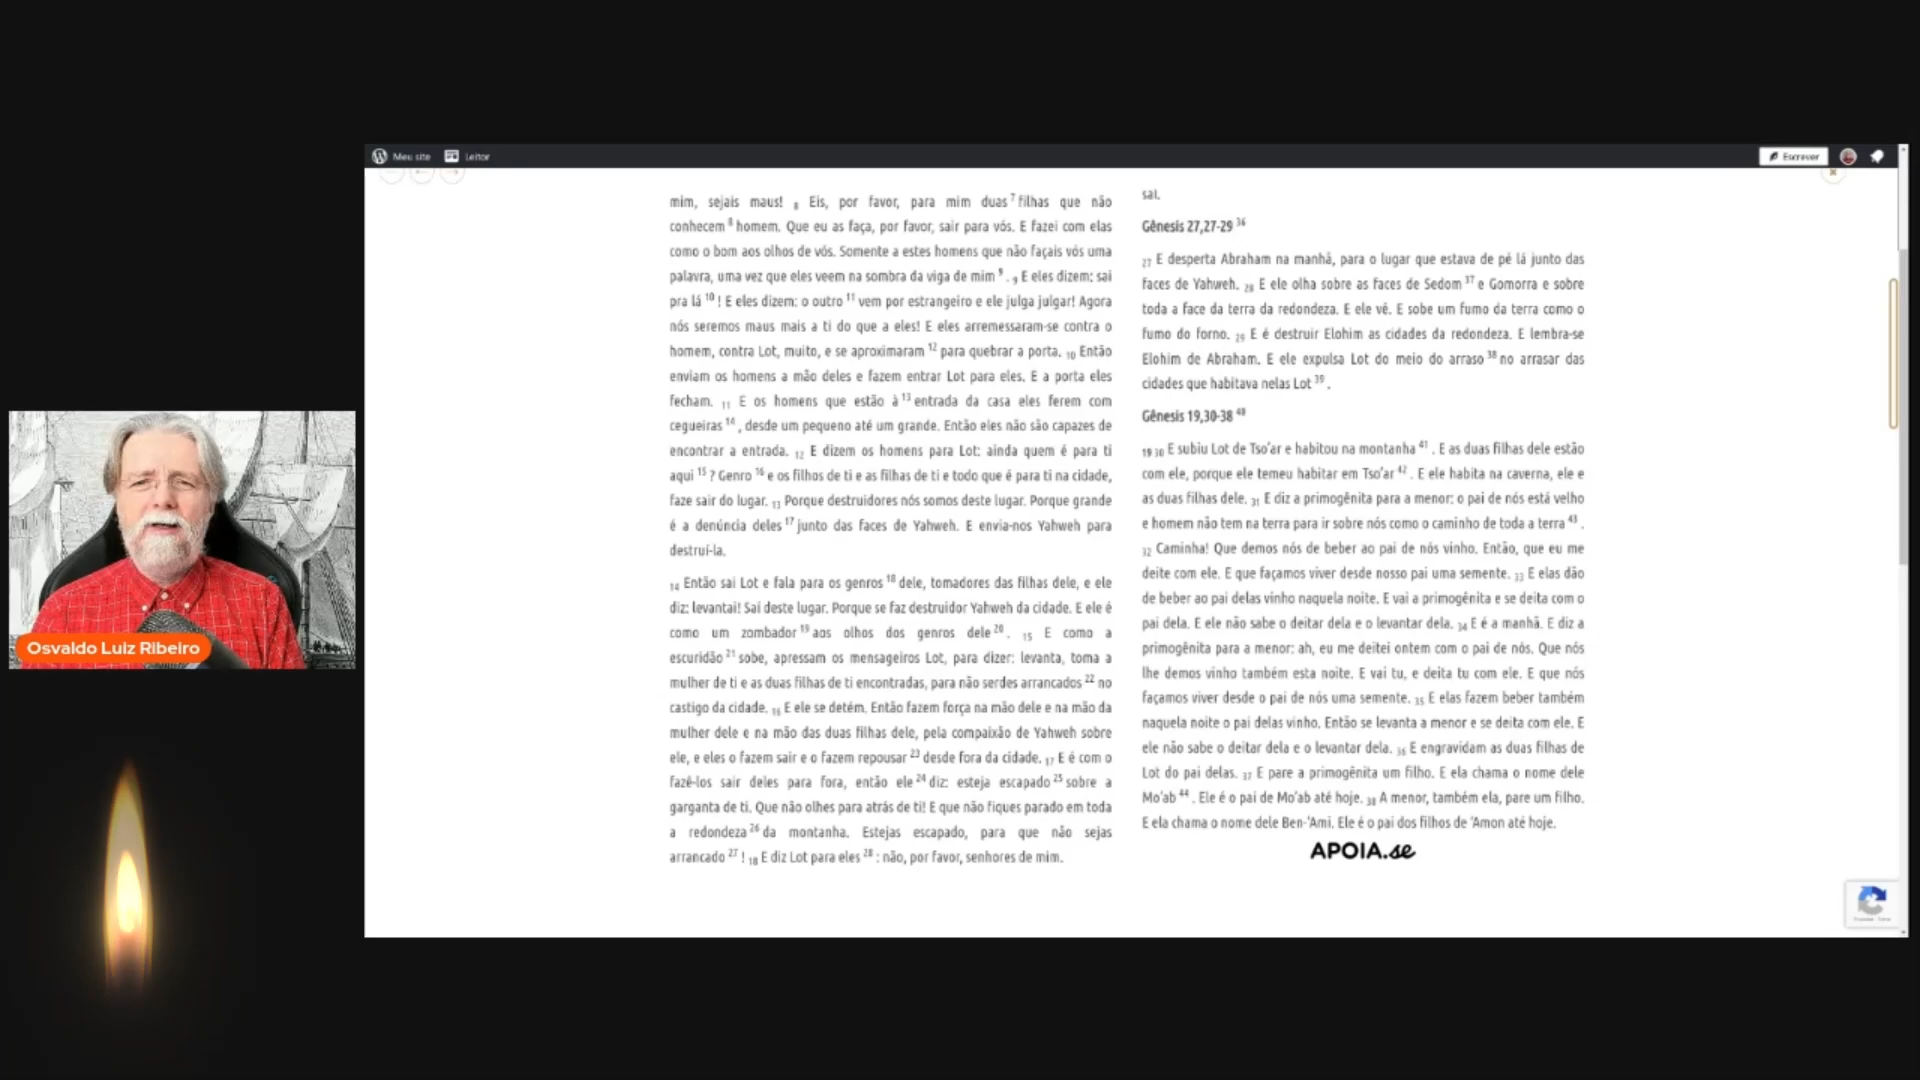 Meu site
Leitor
Escrever
mim, sejais maus! 8 Eis, por favor, para mim duas 7 filhas que não
conhecem 8 homem. Que eu as faça, por favor, sair para vós. E fazei com elas
como o bom aos olhos de vós. Somente a estes homens que não façais vós uma
palavra, uma vez que eles veem na sombra da viga de mim 9 . 9 E eles dizem: sai
pra lá 10 ! E eles dizem: o outro 11 vem por estrangeiro e ele julga julgar! Agora
nós seremos maus mais a ti do que a eles! E eles arremessaram-se contra o
homem, contra Lot, muito, e se aproximaram 12 para quebrar a porta. 10 Então
enviam os homens a mão deles e fazem entrar Lot para eles. E a porta eles
fecham. 11 E os homens que estão à 13 entrada da casa eles ferem com
cegueiras 14 , desde um pequeno até um grande. Então eles não são capazes de
encontrar a entrada. 12 E dizem os homens para Lot: ainda quem é para ti
aqui 15 ? Genro 16 e os filhos de ti e as filhas de ti e todo que é para ti na cidade,
faze sair do lugar. 13 Porque destruidores nós somos deste lugar. Porque grande
é a denúncia deles 17 junto das faces de Yahweh. E envia-nos Yahweh para
destruí-la.
14 Então sai Lot e fala para os genros 18 dele, tomadores das filhas dele, e ele
diz: levantai! Saí deste lugar. Porque se faz destruidor Yahweh da cidade. E ele é
como um zombador 19 aos olhos dos genros dele 20 . 15 E como a
escuridão 21 sobe, apressam os mensageiros Lot, para dizer: levanta, toma a
mulher de ti e as duas filhas de ti encontradas, para não serdes arrancados 22 no
castigo da cidade. 16 E ele se detém. Então fazem força na mão dele e na mão da
mulher dele e na mão das duas filhas dele, pela compaixão de Yahweh sobre
ele, e eles o fazem sair e o fazem repousar 23 desde fora da cidade. 17 E é com o
fazê-los sair deles para fora, então ele 24 diz: esteja escapado 25 sobre a
garganta de ti. Que não olhes para atrás de ti! E que não fiques parado em toda
a redondeza 26 da montanha. Estejas escapado, para que não sejas
arrancado 27 ! 18 E diz Lot para eles 28 : não, por favor, senhores de mim.
sal.
Gênesis 27,27-29 36
27 E desperta Abraham na manhã, para o lugar que estava de pé lá junto das
faces de Yahweh. 28 E ele olha sobre as faces de Sedom 37 e Gomorra e sobre
toda a face da terra da redondeza. E ele vê. E sobe um fumo da terra como o
fumo do forno. 29 E é destruir Elohim as cidades da redondeza. E lembra-se
Elohim de Abraham. E ele expulsa Lot do meio do arraso 38 no arrasar das
cidades que habitava nelas Lot 39 .
Gênesis 19,30-38 40
19 30 E subiu Lot de Tso'ar e habitou na montanha 41 . E as duas filhas dele estão
com ele, porque ele temeu habitar em Tso'ar 42 . E ele habita na caverna, ele e
as duas filhas dele. 31 E diz a primogênita para a menor: o pai de nós está velho
e homem não tem na terra para ir sobre nós como o caminho de toda a terra 43 .
32 Caminha! Que demos nós de beber ao pai de nós vinho. Então, que eu me
deite com ele. E que façamos viver desde nosso pai uma semente. 33 E elas dão
de beber ao pai delas vinho naquela noite. E vai a primogênita e se deita com o
pai dela. E ele não sabe o deitar dela e o levantar dela. 34 E é a manhã. E diz a
primogênita para a menor: ah, eu me deitei ontem com o pai de nós. Que nós
lhe demos vinho também esta noite. E vai tu, e deita tu com ele. E que nós
façamos viver desde o pai de nós uma semente. 35 E elas fazem beber também
naquela noite o pai delas vinho. Então se levanta a menor e se deita com ele. E
ele não sabe o deitar dela e o levantar dela. 36 E engravidam as duas filhas de
Lot do pai delas. 37 E pare a primogênita um filho. E ela chama o nome dele
Mo'ab 44 . Ele é o pai de Mo'ab até hoje. 38 A menor, também ela, pare um filho.
E ela chama o nome dele Ben-'Ami. Ele é o pai dos filhos de 'Amon até hoje.
APOIA.se
Osvaldo Luiz Ribeiro